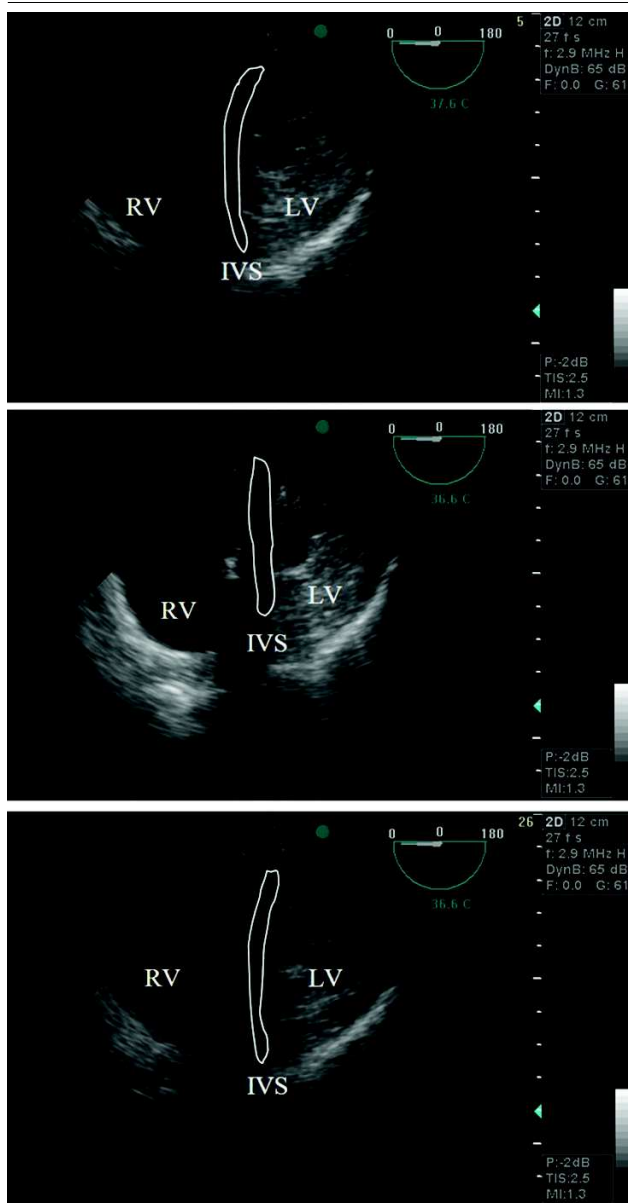 5 2D 12 cm
0 0 180 27 f s
f: 2.9 MHz H
DynB: 65 dB
F: 0.0 G: 61
37.6 C
RV LV
IVS
P:-2dB
TIS:2.5
MI:1.3
2D 12 cm
0 0 180 27 f s
f: 2.9 MHz H
DynB: 65 dB
F: 0.0 G: 61
36.6 C
RV LV
IVS
P:-2dB
TIS:2.5
MI:1.3
26 2D 12 cm
0 0 180 27 f s
f: 2.9 MHz H
DynB: 65 dB
F: 0.0 G: 61
36.6 C
RV LV
IVS
P:-2dB
TIS:2.5
MI:1.3